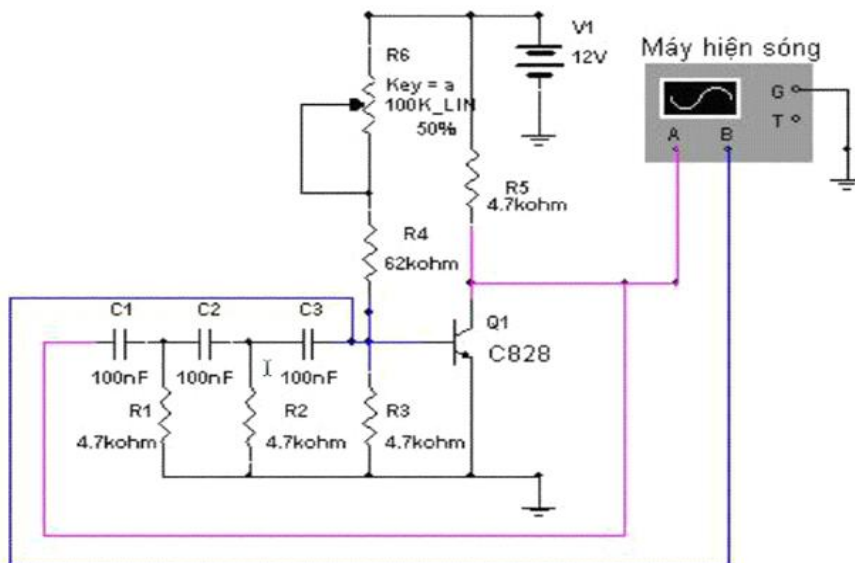 V1
12V
R6
Key = a
100K_LIN
50%
Máy hiện sóng
G
T
A B
R5
4.7kohm
R4
62kohm
C1 C2 C3
100nF 100nF 100nF
Q1
C828
R1 R2 R3
4.7kohm 4.7kohm 4.7kohm